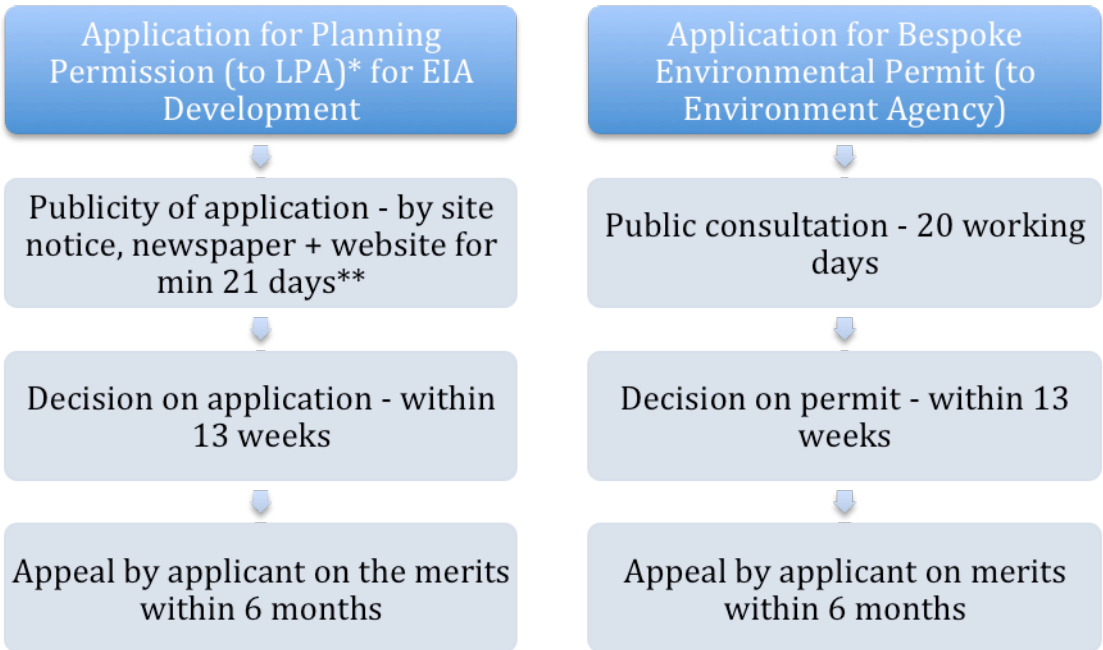 Application for Planning
Permission (to LPA)* for EIA
Development
Publicity of application - by site
notice, newspaper + website for
min 21 days**
Decision on application - within
13 weeks
Appeal by applicant on the merits
within 6 months
Application for Bespoke
Environmental Permit (to
Environment Agency)
Public consultation - 20 working
days
Decision on permit - within 13
weeks
Appeal by applicant on merits
within 6 months